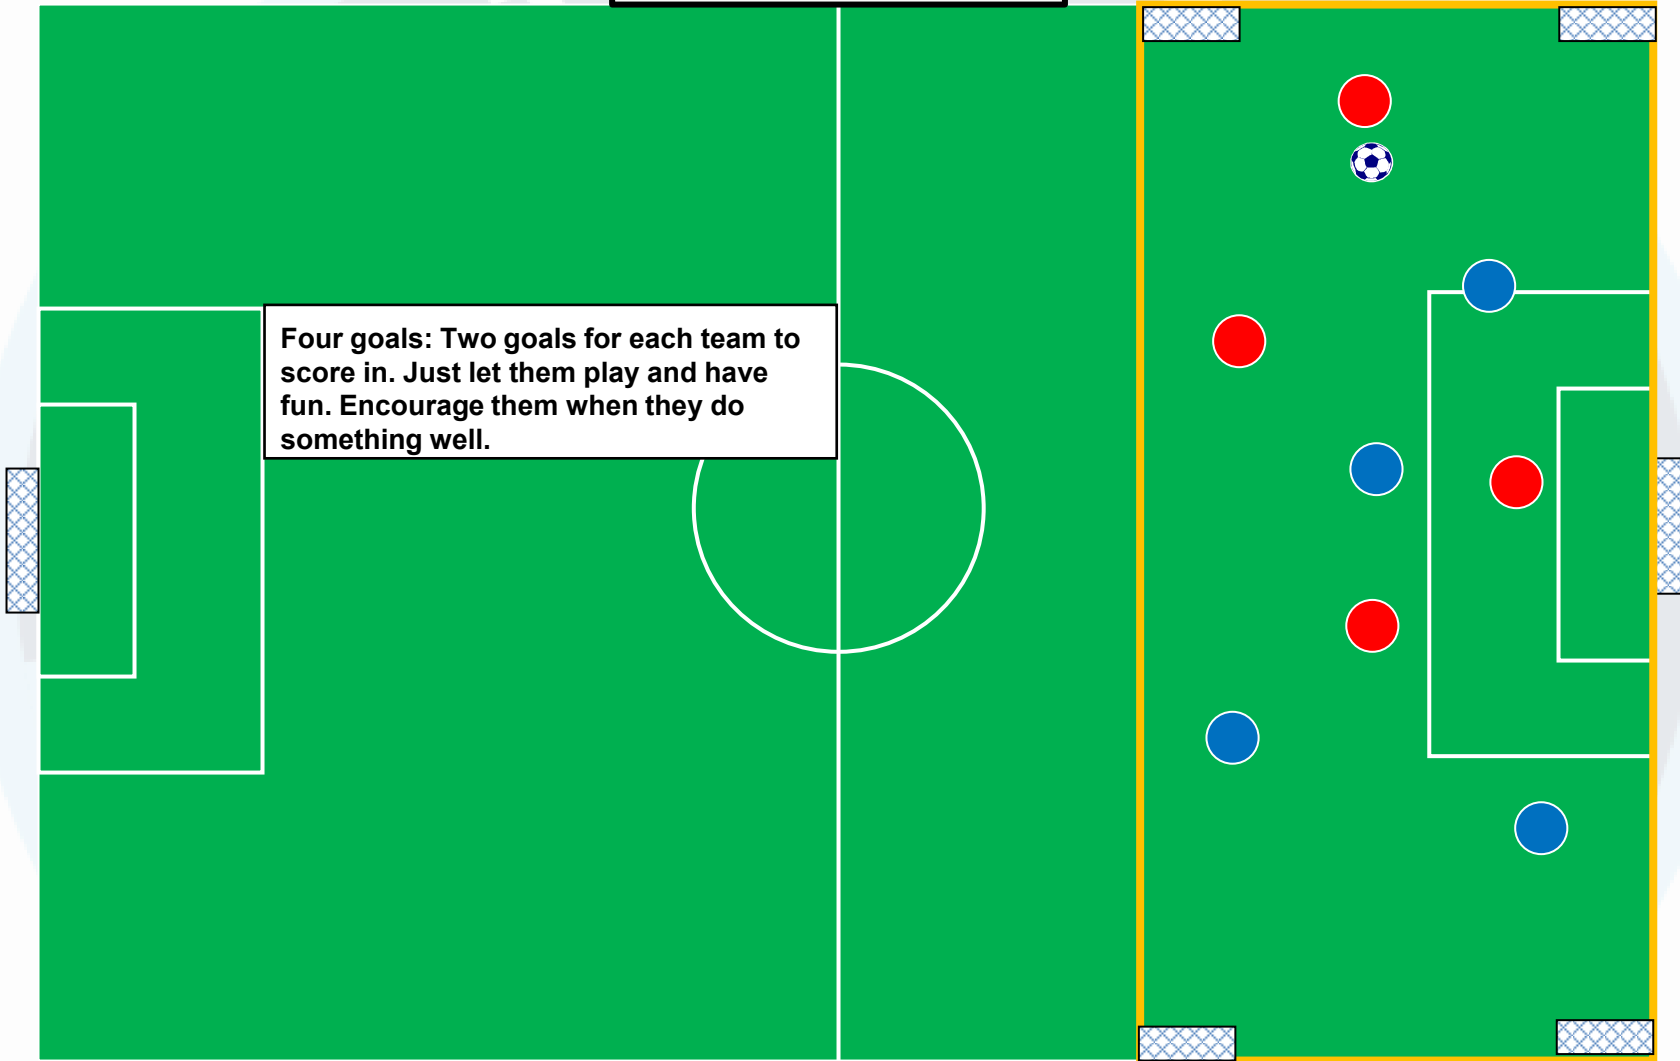 Four goals: Two goals for each team to
score in. Just let them play and have
fun. Encourage them when they do
something well.